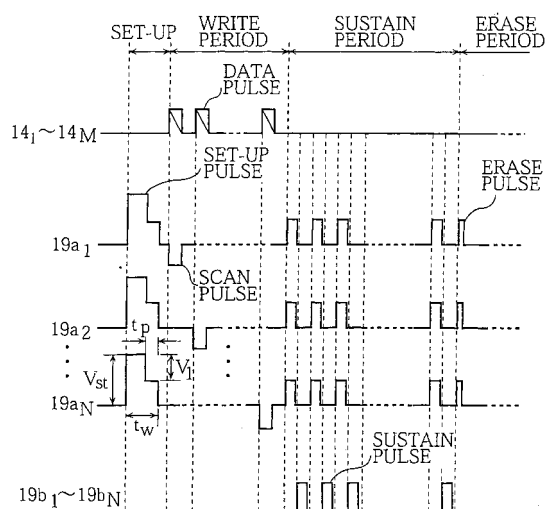 SET-UP
WRITE
PERIOD
SUSTAIN
PERIOD
ERASE
PERIOD
DATA
PULSE
14₁~14M
SET-UP
PULSE
ERASE
PULSE
19a₁
SCAN
PULSE
19a₂
tp
Vst
V₁
19aN
tw
SUSTAIN
PULSE
19b₁~19bN